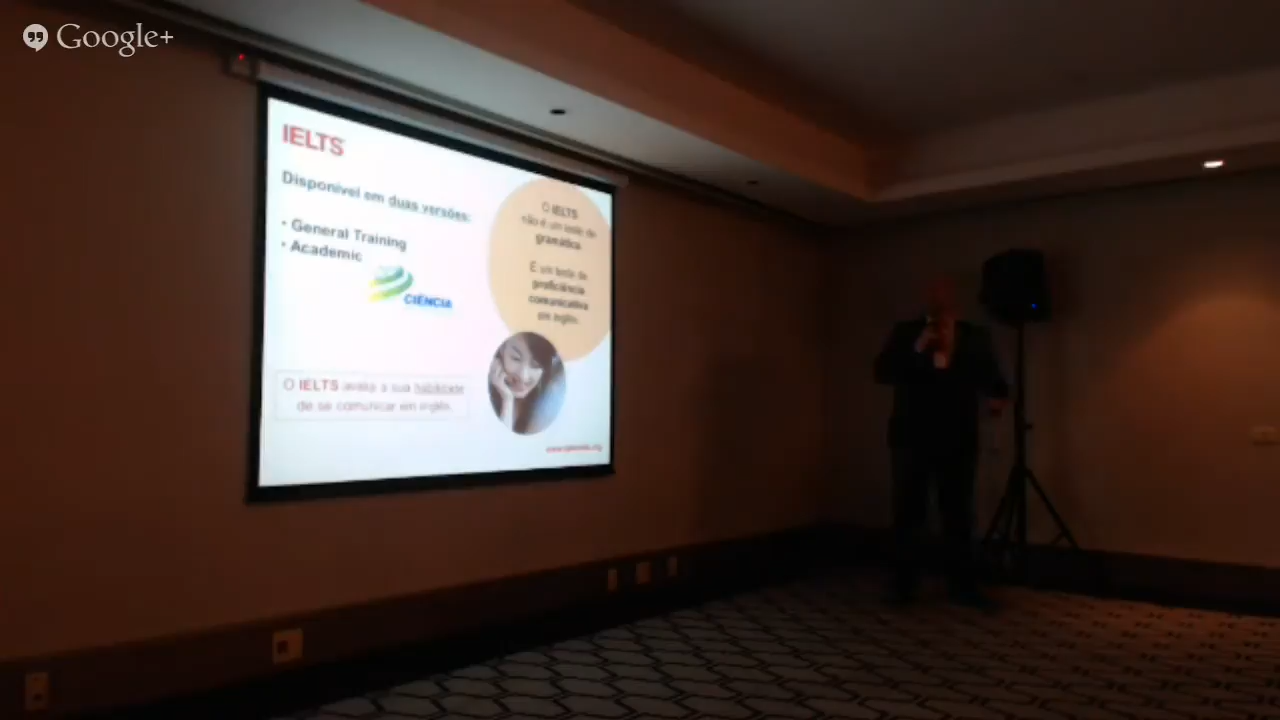 Google+
IELTS
Disponível em duas versões:
• General Training
• Academic
CIÊNCIA
O IELTS avalia a sua habilidade
de se comunicar em inglês.
O IELTS
não é um teste de
gramática.
É um teste de
proficiência
comunicativa
em inglês.